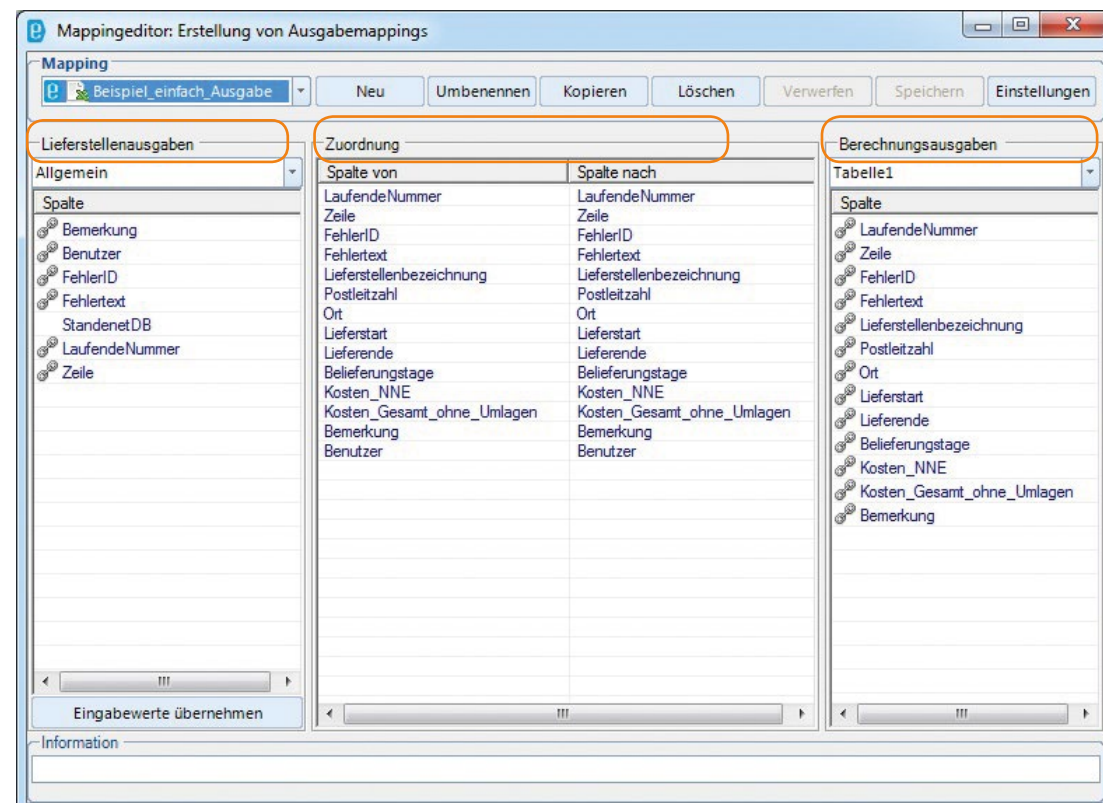 Mappingeditor: Erstellung von Ausgabemappings
Mapping
Beispiel_einfach_Ausgabe
Neu
Umbenennen
Kopieren
Löschen
Verwerfen
Speichern
Einstellungen
Lieferstellenausgaben
Allgemein
Spalte
Bemerkung
Benutzer
FehlerID
Fehlertext
StandenetDB
LaufendeNummer
Zeile
Eingabewerte übernehmen
Zuordnung
Spalte von Spalte nach
LaufendeNummer LaufendeNummer
Zeile Zeile
FehlerID FehlerID
Fehlertext Fehlertext
Lieferstellenbezeichnung Lieferstellenbezeichnung
Postleitzahl Postleitzahl
Ort Ort
Lieferstart Lieferstart
Lieferende Lieferende
Belieferungstage Belieferungstage
Kosten_NNE Kosten_NNE
Kosten_Gesamt_ohne_Umlagen Kosten_Gesamt_ohne_Umlagen
Bemerkung Bemerkung
Benutzer Benutzer
Berechnungsausgaben
Tabelle1
Spalte
LaufendeNummer
Zeile
FehlerID
Fehlertext
Lieferstellenbezeichnung
Postleitzahl
Ort
Lieferstart
Lieferende
Belieferungstage
Kosten_NNE
Kosten_Gesamt_ohne_Umlagen
Bemerkung
Information